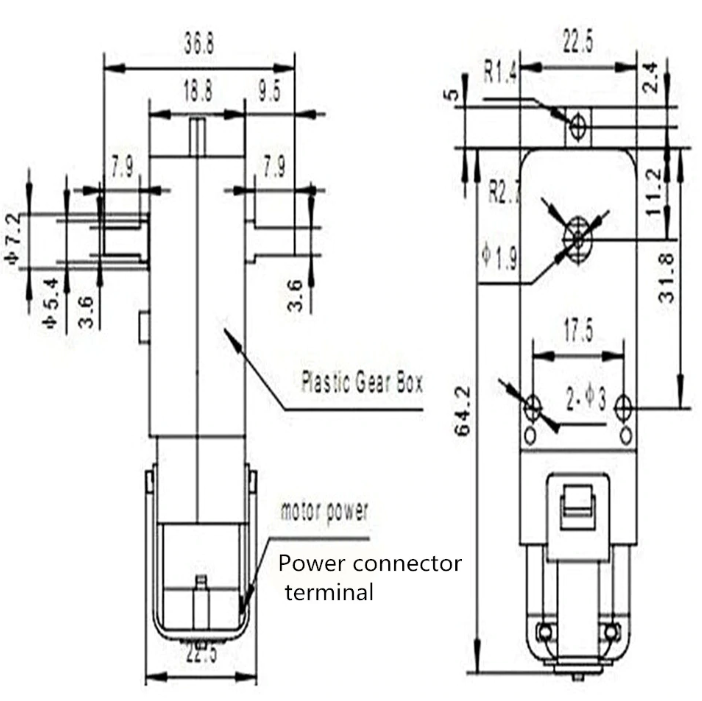 36.8
18.8
9.5
7.9
7.9
Φ7.2
Φ5.4
3.6
3.6
Plastic Gear Box
motor power
Power connector
terminal
22.5
22.5
R1.4
5
2.4
R2.7
11.2
Φ1.9
31.8
17.5
2-Φ3
64.2